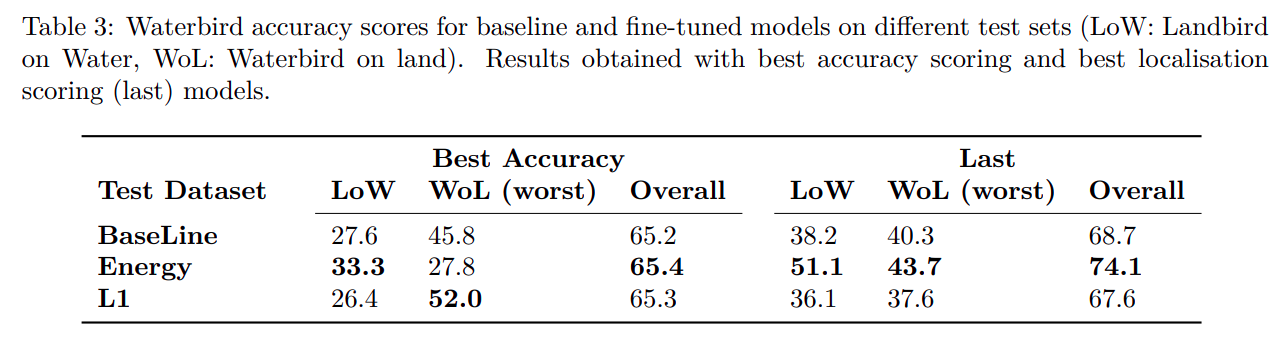 Table 3: Waterbird accuracy scores for baseline and fine-tuned models on different test sets (LoW: Landbird
on Water, WoL: Waterbird on land). Results obtained with best accuracy scoring and best localisation
scoring (last) models.
Best Accuracy Last
Test Dataset LoW WoL (worst) Overall LoW WoL (worst) Overall
BaseLine 27.6 45.8 65.2 38.2 40.3 68.7
Energy 33.3 27.8 65.4 51.1 43.7 74.1
L1 26.4 52.0 65.3 36.1 37.6 67.6